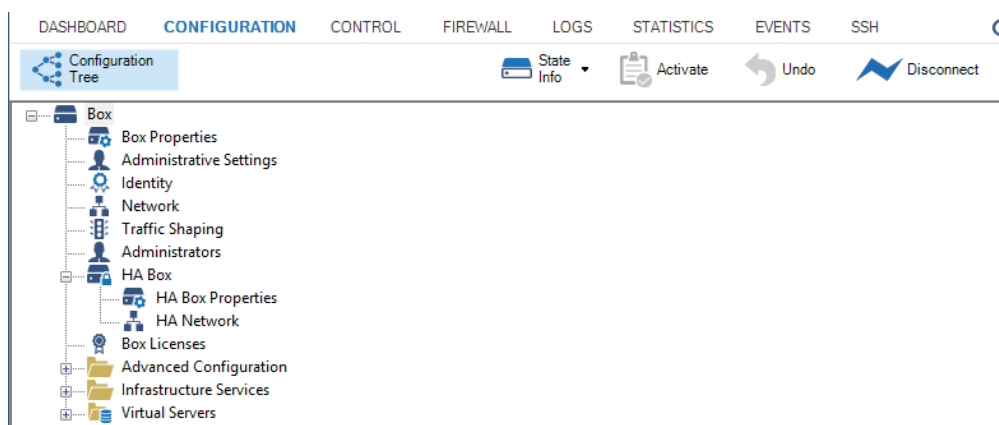 DASHBOARD CONFIGURATION CONTROL FIREWALL LOGS STATISTICS EVENTS SSH
Configuration Tree State Info Activate Undo Disconnect
Box
Box Properties
Administrative Settings
Identity
Network
Traffic Shaping
Administrators
HA Box
HA Box Properties
HA Network
Box Licenses
Advanced Configuration
Infrastructure Services
Virtual Servers